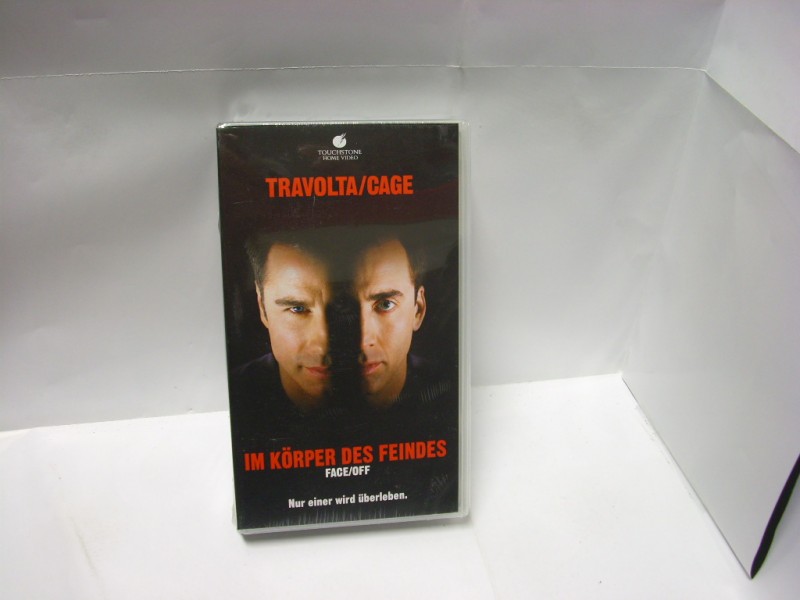 TOUCHSTONE
HOME VIDEO
TRAVOLTA/CAGE
IM KÖRPER DES FEINDES
FACE/OFF
Nur einer wird überleben.